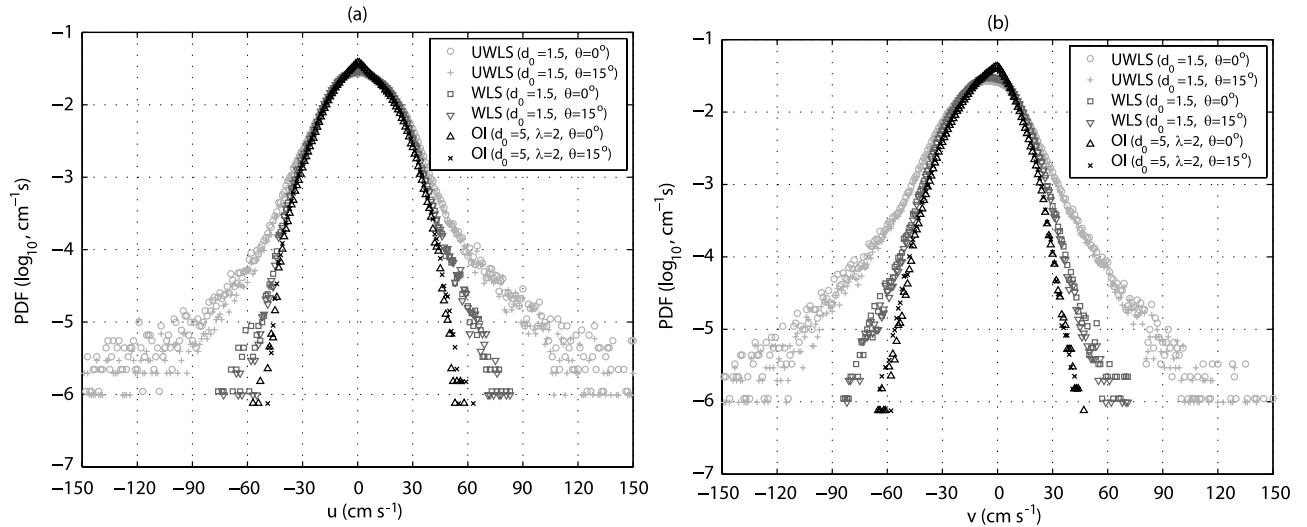 (a)
−1
−2
−3
−4
−5
−6
−7
PDF (log10, cm⁻¹s)
UWLS (d₀=1.5, θ=0°)
UWLS (d₀=1.5, θ=15°)
WLS (d₀=1.5, θ=0°)
WLS (d₀=1.5, θ=15°)
OI (d₀=5, λ=2, θ=0°)
OI (d₀=5, λ=2, θ=15°)
−150 −120 −90 −60 −30 0 30 60 90 120 150
u (cm s⁻¹)
(b)
−1
−2
−3
−4
−5
−6
−7
PDF (log₁₀, cm⁻¹s)
UWLS (d₀=1.5, θ=0°)
UWLS (d₀=1.5, θ=15°)
WLS (d₀=1.5, θ=0°)
WLS (d₀=1.5, θ=15°)
OI (d₀=5, λ=2, θ=0°)
OI (d₀=5, λ=2, θ=15°)
−150 −120 −90 −60 −30 0 30 60 90 120 150
v (cm s⁻¹)